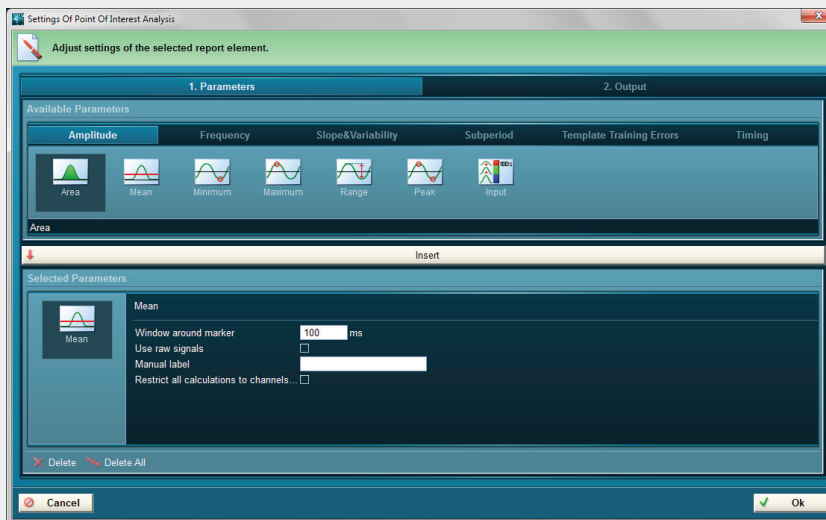 Settings Of Point Of Interest Analysis
Adjust settings of the selected report element.
1. Parameters 2. Output
Available Parameters
Amplitude Frequency Slope&Variability Subperiod Template Training Errors Timing
100%
Area Mean Minimum Maximum Range Peak Input
Area
Insert
Selected Parameters
Mean
Mean
Window around marker 100 ms
Use raw signals
Manual label
Restrict all calculations to channels...
Delete Delete All
Cancel Ok